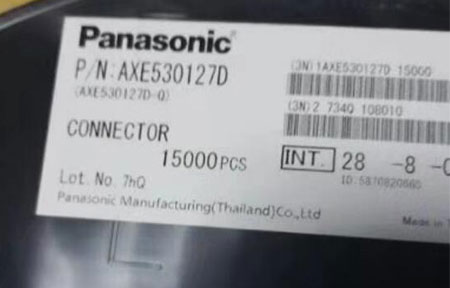 Panasonic
P/N:AXE530127D
(AXE530127D-Q)
(3N) 1AXE530127D 15000
(3N) 2 734Q 108010
CONNECTOR
15000PCS
INT. 28 -8
Lot. No. 7hQ
Panasonic Manufacturing(Thailand)Co.,Ltd
Made in